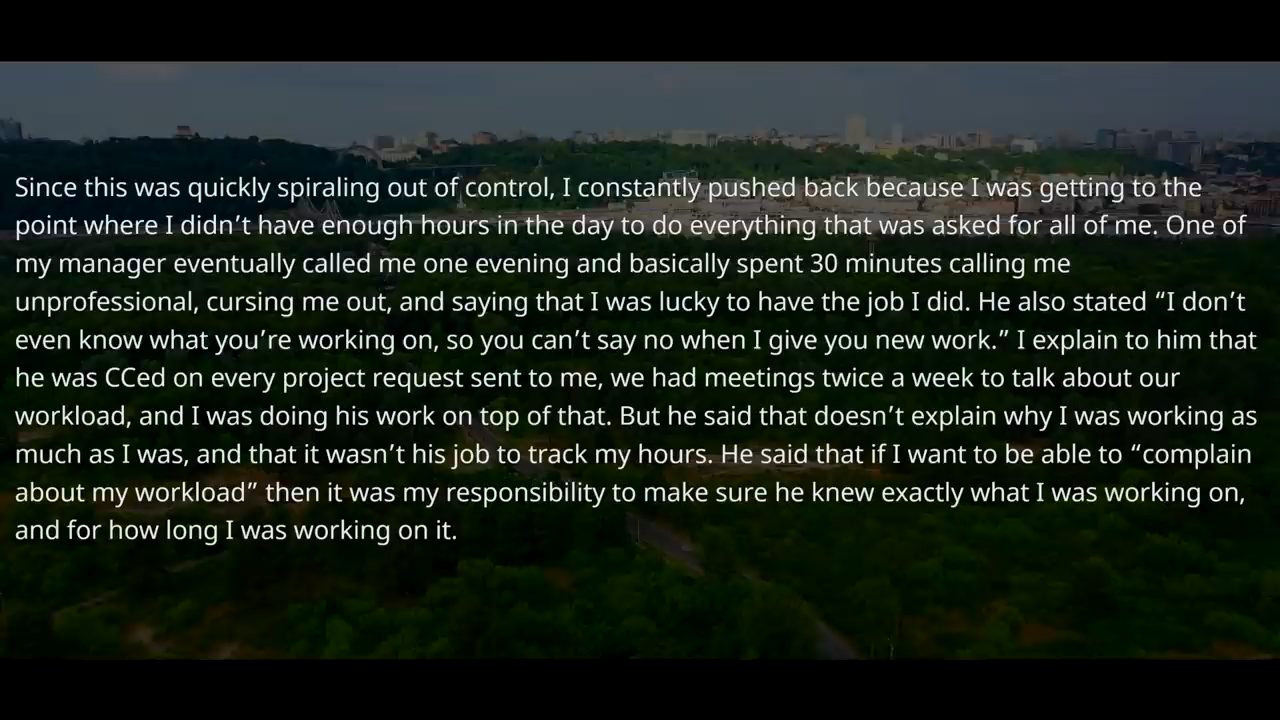 Since this was quickly spiraling out of control, I constantly pushed back because I was getting to the
point where I didn’t have enough hours in the day to do everything that was asked for all of me. One of
my manager eventually called me one evening and basically spent 30 minutes calling me
unprofessional, cursing me out, and saying that I was lucky to have the job I did. He also stated “I don’t
even know what you’re working on, so you can’t say no when I give you new work.” I explain to him that
he was CCed on every project request sent to me, we had meetings twice a week to talk about our
workload, and I was doing his work on top of that. But he said that doesn’t explain why I was working as
much as I was, and that it wasn’t his job to track my hours. He said that if I want to be able to “complain
about my workload” then it was my responsibility to make sure he knew exactly what I was working on,
and for how long I was working on it.